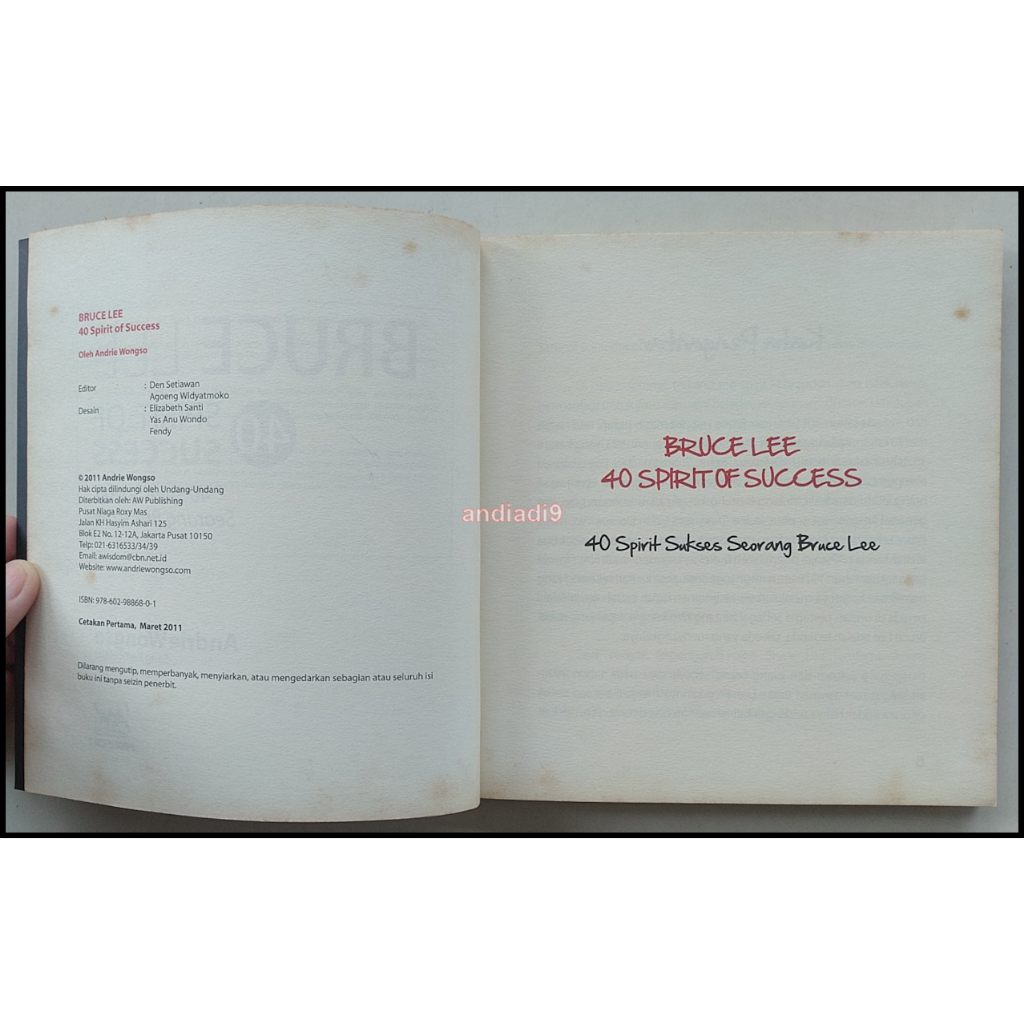 BRUCE LEE
40 Spirit of Success
Oleh Andrie Wongso
Editor : Den Setiawan
Agoeng Widyatmoko
Desain : Elizabeth Santi
Yas Anu Wondo
Fendy
© 2011 Andrie Wongso
Hak cipta dilindungi oleh Undang-Undang
Diterbitkan oleh: AW Publishing
Pusat Niaga Roxy Mas
Jalan KH Hasyim Ashari 125
Blok E2 No. 12-12A, Jakarta Pusat 10150
Telp: 021-6316533/34/39
Email: awisdom@cbn.net.id
Website: www.andriewongso.com
ISBN: 978-602-98868-0-1
Cetakan Pertama, Maret 2011
Dilarang mengutip, memperbanyak, menyiarkan, atau mengedarkan sebagian atau seluruh isi
buku ini tanpa seizin penerbit.
andiadi9
BRUCE LEE
40 SPIRIT OF SUCCESS
40 Spirit Sukses Seorang Bruce Lee